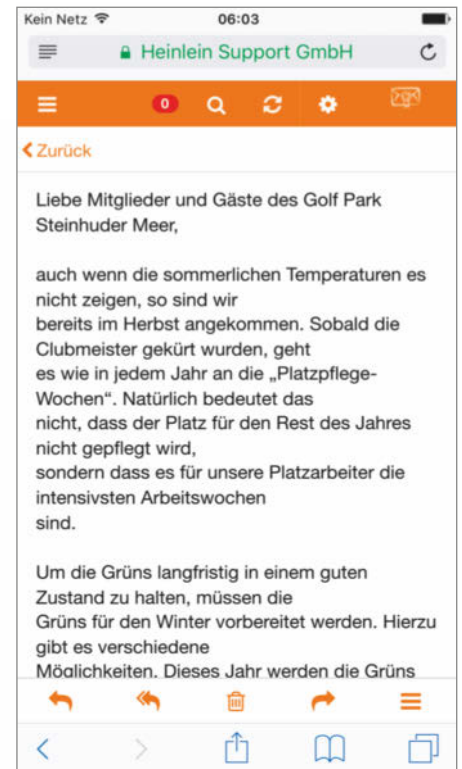 Kein Netz 06:03
Heinlein Support GmbH
0
Zurück
Liebe Mitglieder und Gäste des Golf Park
Steinhuder Meer,
auch wenn die sommerlichen Temperaturen es
nicht zeigen, so sind wir
bereits im Herbst angekommen. Sobald die
Clubmeister gekürt wurden, geht
es wie in jedem Jahr an die „Platzpflege-
Wochen“. Natürlich bedeutet das
nicht, dass der Platz für den Rest des Jahres
nicht gepflegt wird,
sondern dass es für unsere Platzarbeiter die
intensivsten Arbeitswochen
sind.
Um die Grüns langfristig in einem guten
Zustand zu halten, müssen die
Grüns für den Winter vorbereitet werden. Hierzu
gibt es verschiedene
Möglichkeiten. Dieses Jahr werden die Grüns